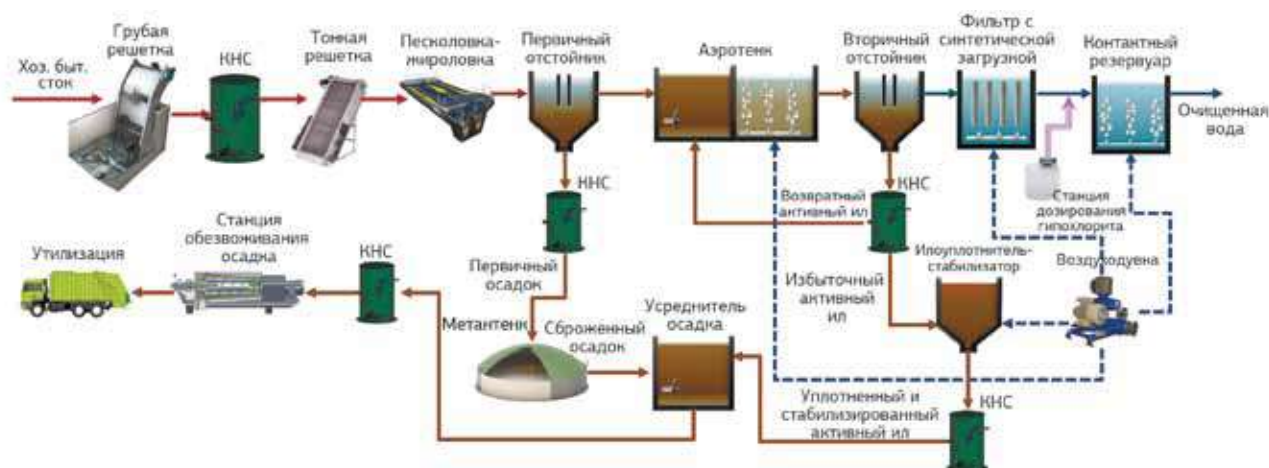 Хоз. быт.
сток
Грубая
решетка
КНС
Тонкая
решетка
Песколовка-
жироловка
Первичный
отстойник
Аэротенк
Вторичный
отстойник
Фильтр с
синтетической
загрузкой
Контактный
резервуар
Очищенная
вода
КНС
Возвратный
активный ил
КНС
Станция
дозирования
гипохлорита
Утилизация
Станция
обезвоживания
осадка
КНС
Первичный
осадок
Избыточный
активный
ил
Илоуплотнитель-
стабилизатор
Воздуходувка
Метантенк
Сброженный
осадок
Усреднитель
осадка
Уплотненный и
стабилизированный
активный ил
КНС